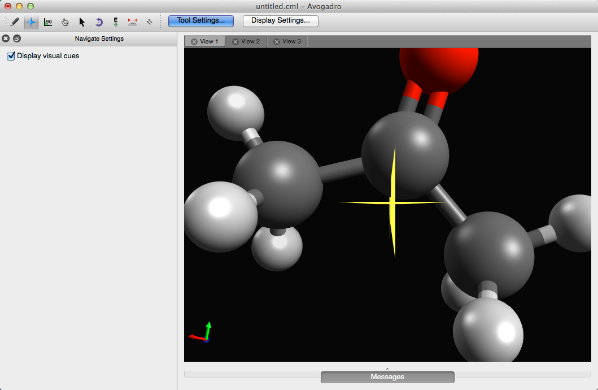 untitled.cml – Avogadro
Tool Settings... Display Settings...
Navigate Settings
View 1 View 2 View 3
Display visual cues
Messages